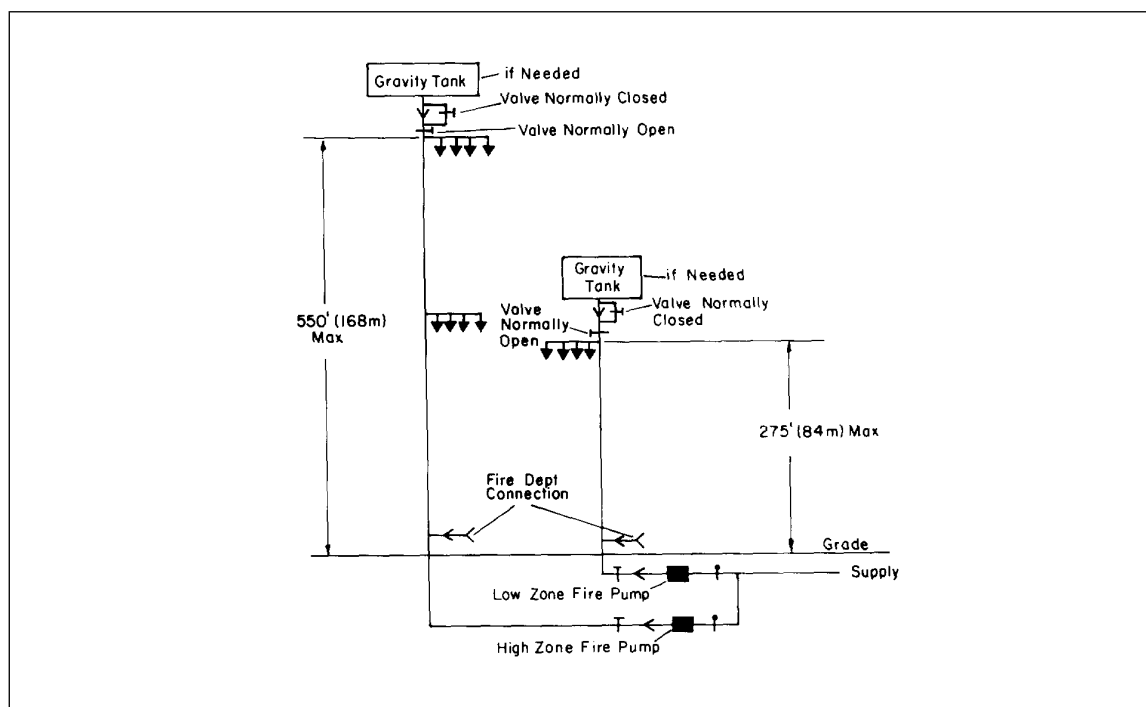 Gravity Tank
if Needed
Valve Normally Closed
Valve Normally Open
Gravity
Tank
if Needed
Valve
Normally
Open
Valve Normally
Closed
550' (168m)
Max
275' (84m) Max
Fire Dept
Connection
Grade
Supply
Low Zone Fire Pump
High Zone Fire Pump